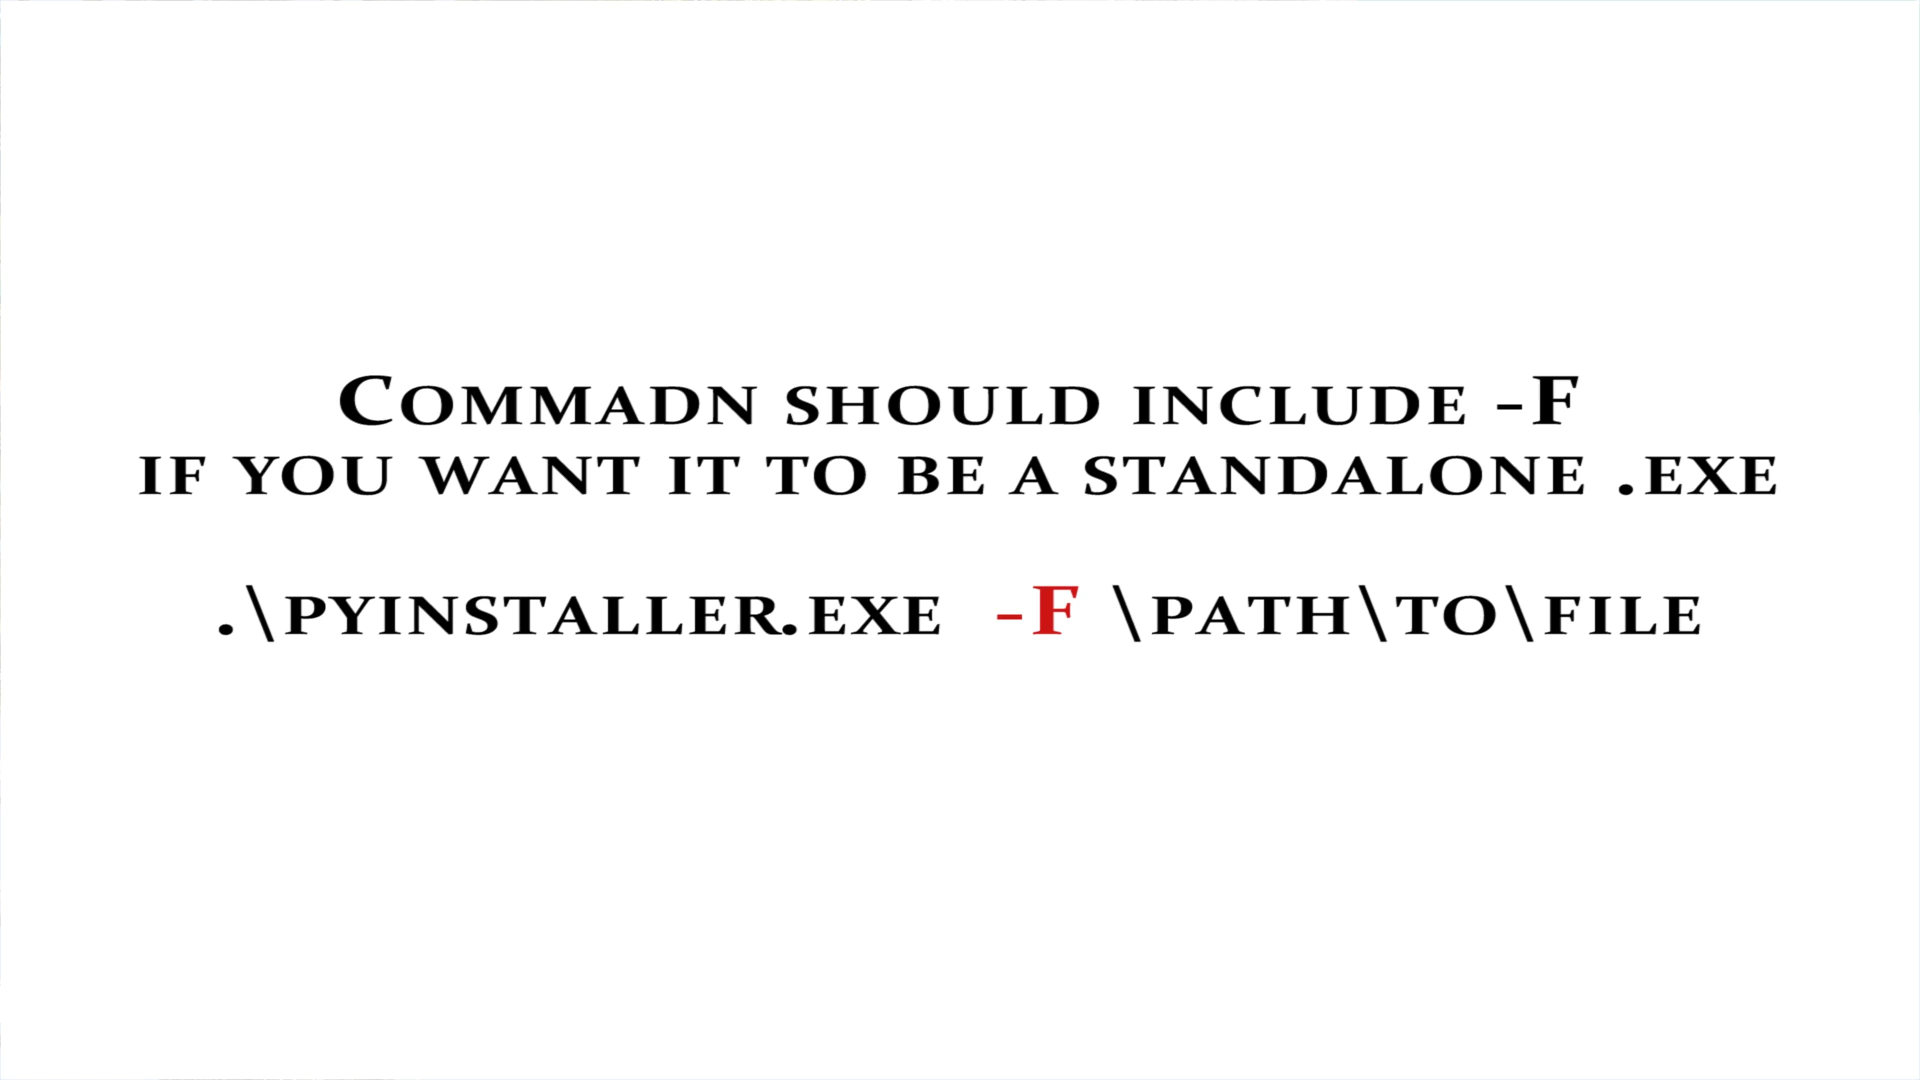 Commadn should include -F
if you want it to be a standalone .exe
.\pyinstaller.exe -F \path\to\file